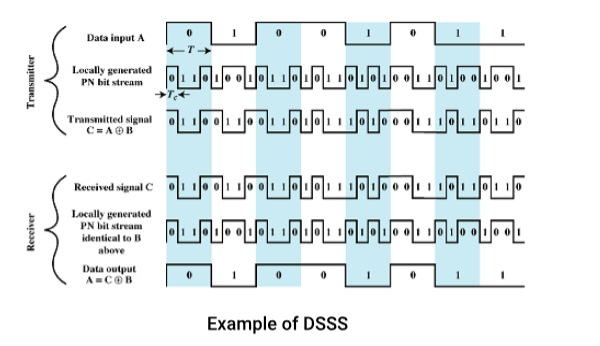 Transmitter
Data input A
0 1 0 0 1 0 1 1
T
Locally generated
PN bit stream
0 1 1 0 1 0 0 1 0 1 1 0 1 0 1 1 0 1 0 1 0 0 1 1 0 1 0 0 1 0 0 1
Tc
Transmitted signal
C = A ⊕ B
0 1 1 0 0 1 1 0 0 1 1 0 1 0 1 1 1 0 1 0 0 0 1 1 1 0 1 1 0 1 1 0
Receiver
Received signal C
0 1 1 0 0 1 1 0 0 1 1 0 1 0 1 1 1 0 1 0 0 0 1 1 1 0 1 1 0 1 1 0
Locally generated
PN bit stream
identical to B
above
0 1 1 0 1 0 0 1 0 1 1 0 1 0 1 1 0 1 0 1 0 0 1 1 0 1 0 0 1 0 0 1
Data output
A = C ⊕ B
0 1 0 0 1 0 1 1
Example of DSSS